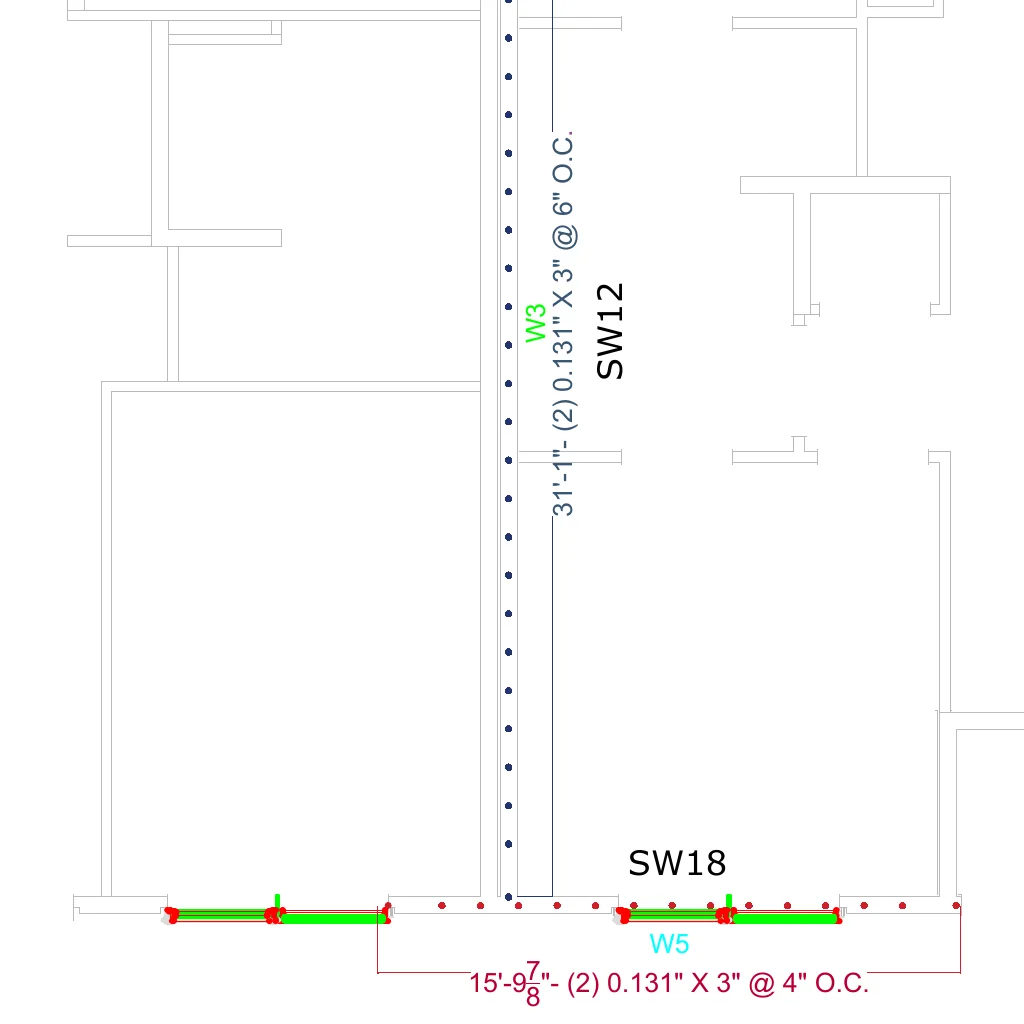 W3
31'-1"- (2) 0.131" X 3" @ 6" O.C.
SW12
SW18
W5
15'-9 7/8"- (2) 0.131" X 3" @ 4" O.C.